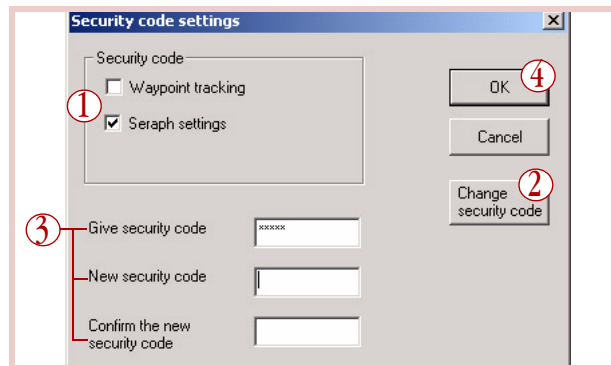 Security code settings
Security code
Waypoint tracking
1
Seraph settings
OK
4
Cancel
Change
security code
2
3
Give security code
*****
New security code
Confirm the new
security code